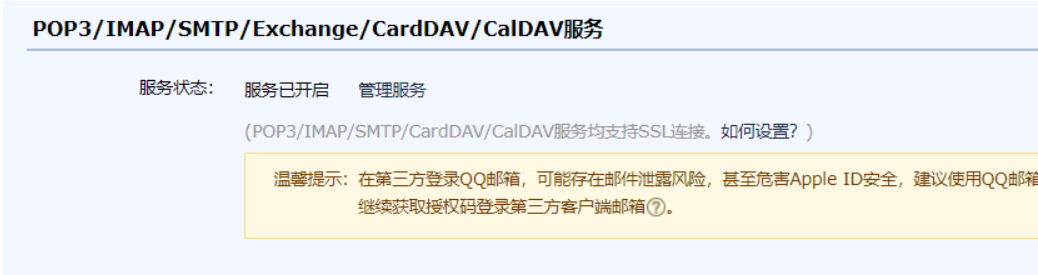 POP3/IMAP/SMTP/Exchange/CardDAV/CalDAV服务
服务状态： 服务已开启 管理服务
(POP3/IMAP/SMTP/CardDAV/CalDAV服务均支持SSL连接。如何设置? )
温馨提示：在第三方登录QQ邮箱，可能存在邮件泄露风险，甚至危害Apple ID安全，建议使用QQ邮箱
继续获取授权码登录第三方客户端邮箱?。